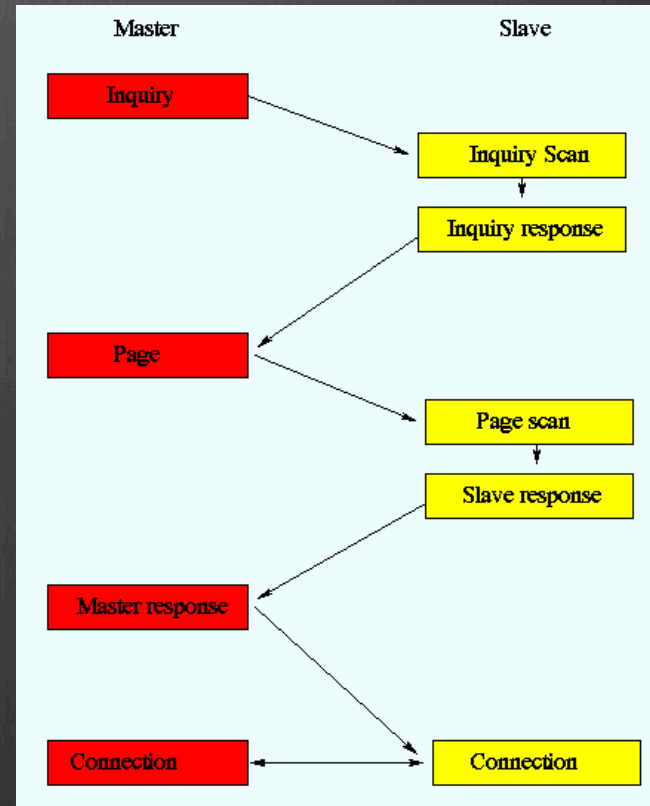 Master Slave
Inquiry
Inquiry Scan
Inquiry response
Page
Page scan
Slave response
Master response
Connection Connection